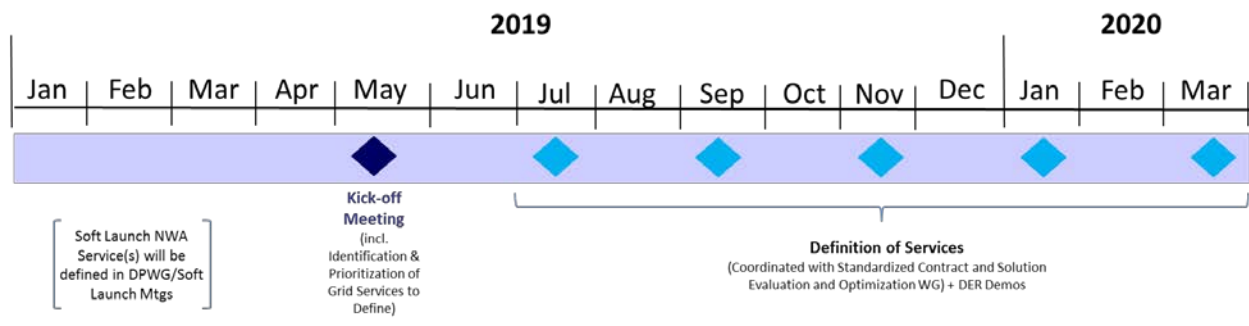 2019
2020
Jan Feb Mar Apr May Jun Jul Aug Sep Oct Nov Dec Jan Feb Mar
Kick-off
Meeting
(incl.
Identification &
Prioritization of
Grid Services to
Define)
Soft Launch NWA
Service(s) will be
defined in DPWG/Soft
Launch Mtgs
Definition of Services
(Coordinated with Standardized Contract and Solution
Evaluation and Optimization WG) + DER Demos